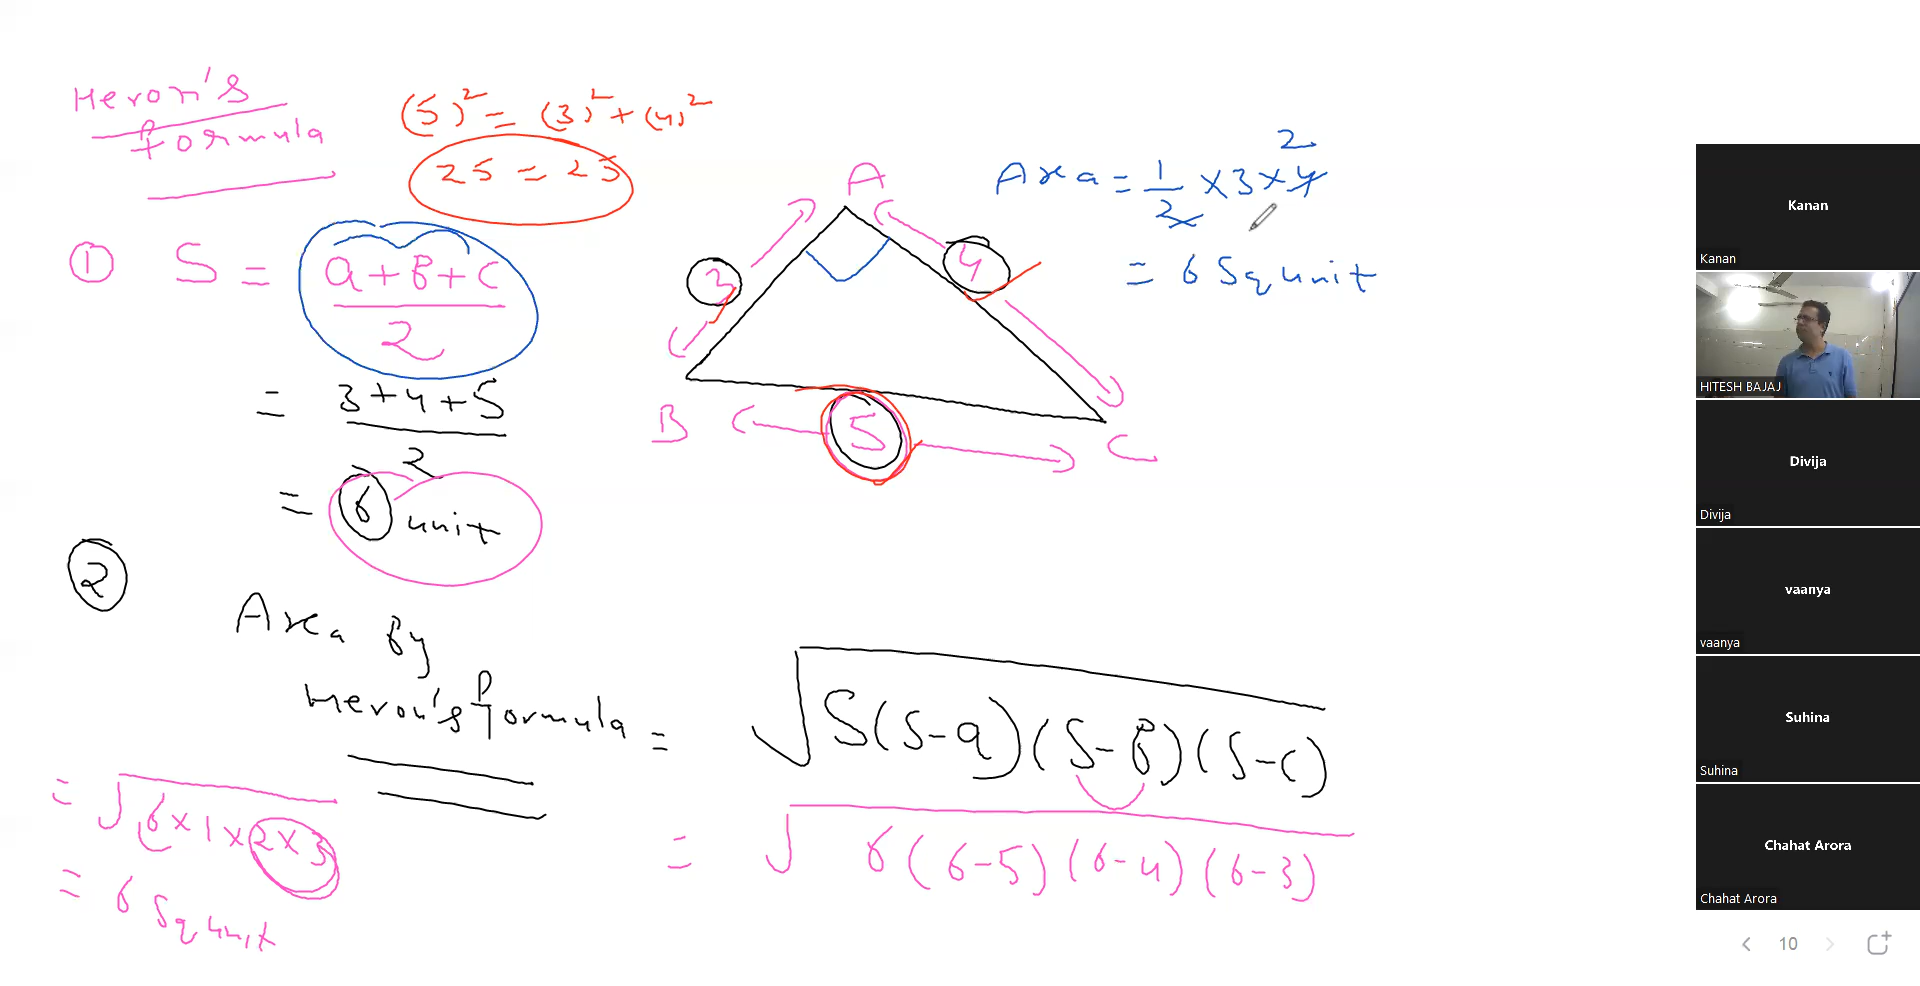 Heron's
formula
(5)² = (3)² + (4)²
25 = 25
① S = a+b+c
2
= 3+4+5
2
= 6 unit
A
B
C
3
4
5
Area = 1/2 × 3 × 4
2
= 6 Sq unit
②
Area by
Heron's formula = √S(S-a)(S-b)(S-c)
= √6(6-5)(6-4)(6-3)
= √6×1×2×3
= 6 Sq unit
Kanan
Kanan
HITESH BAJAJ
Divija
Divija
vaanya
vaanya
Suhina
Suhina
Chahat Arora
Chahat Arora
10